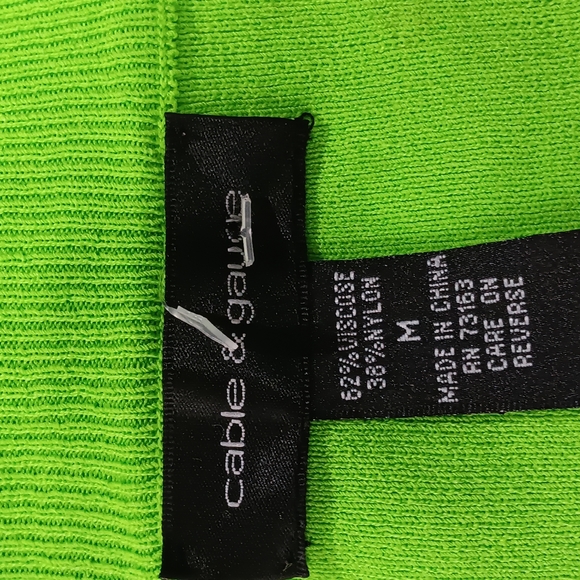 cable & gauge
62%VISCOSE
38%NYLON
M
MADE IN CHINA
RN 73163
CARE ON
REVERSE